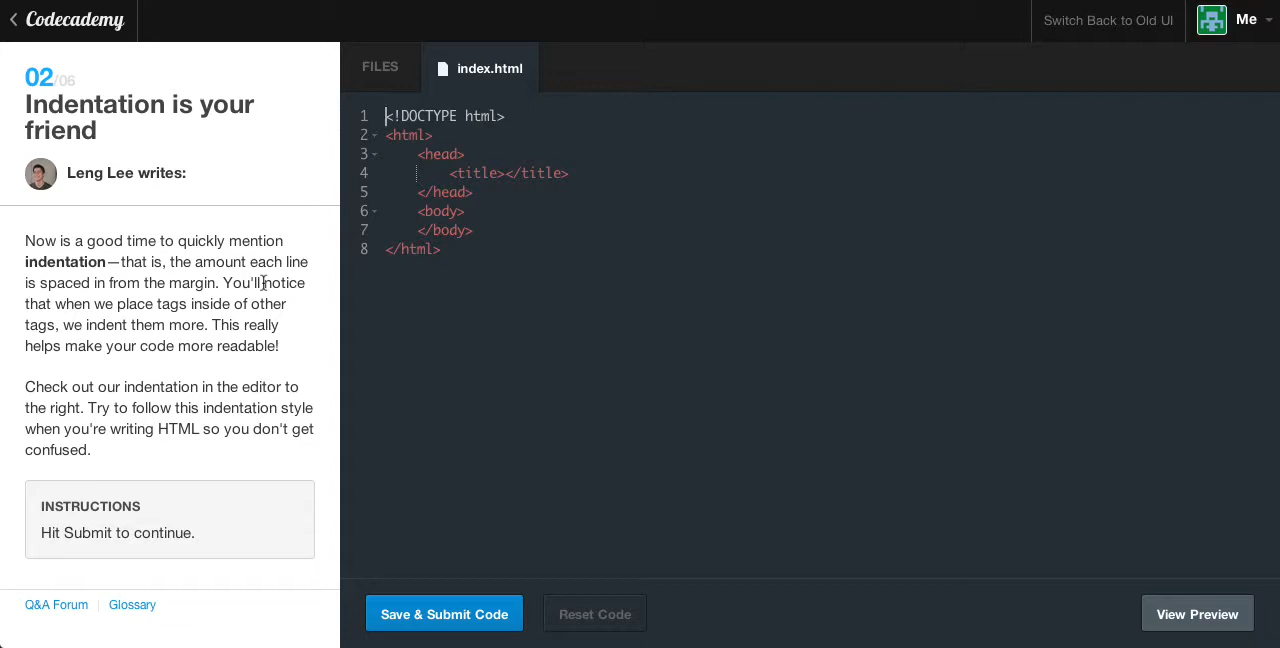 Codecademy
Switch Back to Old UI
Me
02/06
Indentation is your
friend
Leng Lee writes:
Now is a good time to quickly mention
indentation—that is, the amount each line
is spaced in from the margin. You'll notice
that when we place tags inside of other
tags, we indent them more. This really
helps make your code more readable!
Check out our indentation in the editor to
the right. Try to follow this indentation style
when you're writing HTML so you don't get
confused.
INSTRUCTIONS
Hit Submit to continue.
Q&A Forum
Glossary
FILES
index.html
1 <!DOCTYPE html>
2 <html>
3 <head>
4 <title></title>
5 </head>
6 <body>
7 </body>
8 </html>
Save & Submit Code
Reset Code
View Preview